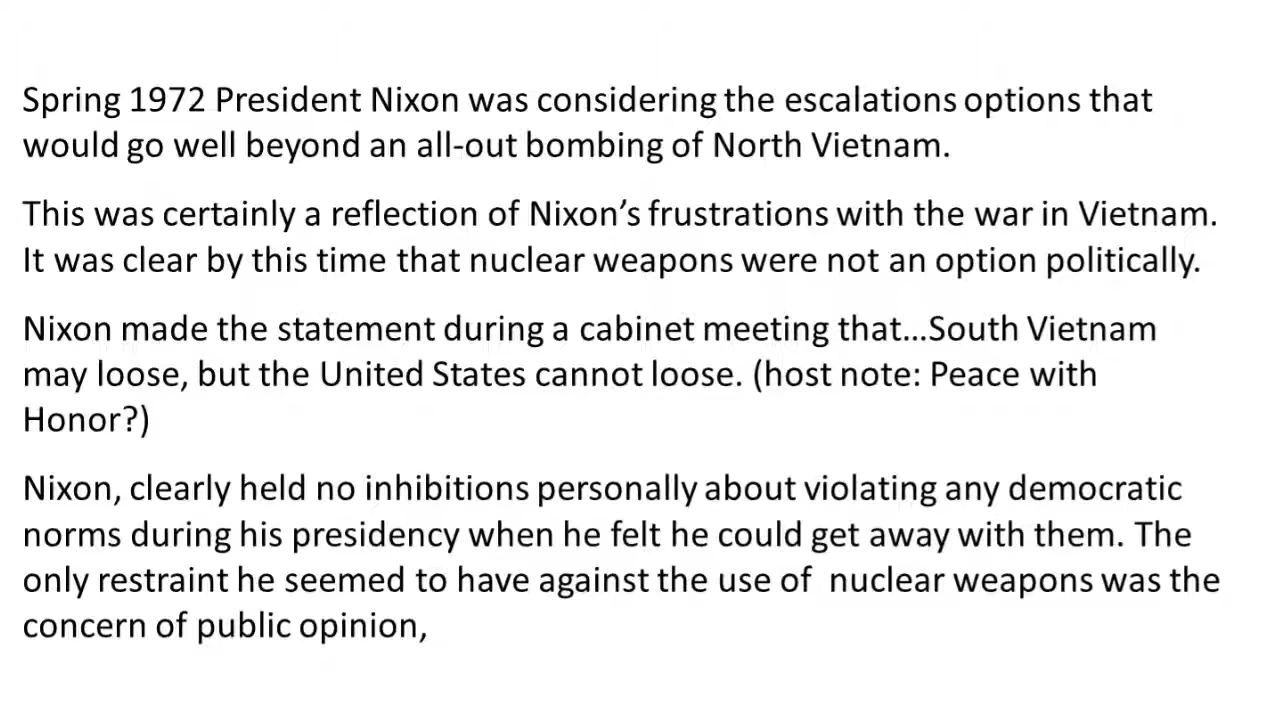 Spring 1972 President Nixon was considering the escalations options that
would go well beyond an all-out bombing of North Vietnam.
This was certainly a reflection of Nixon’s frustrations with the war in Vietnam.
It was clear by this time that nuclear weapons were not an option politically.
Nixon made the statement during a cabinet meeting that…South Vietnam
may loose, but the United States cannot loose. (host note: Peace with
Honor?)
Nixon, clearly held no inhibitions personally about violating any democratic
norms during his presidency when he felt he could get away with them. The
only restraint he seemed to have against the use of  nuclear weapons was the
concern of public opinion,